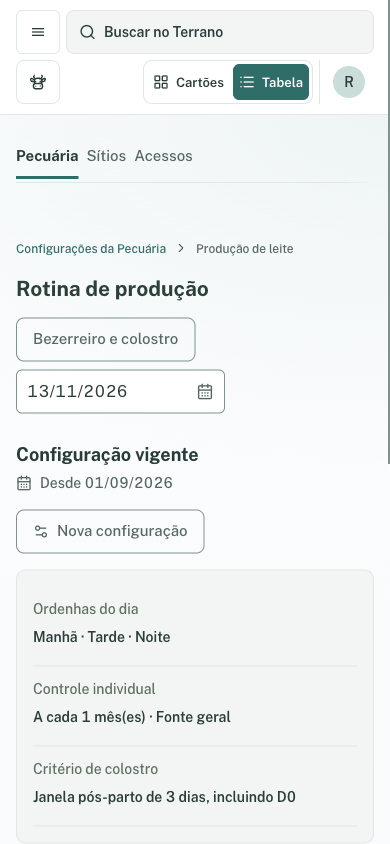 Buscar no Terrano
Cartões
Tabela
R
Pecuária Sítios Acessos
Configurações da Pecuária > Produção de leite
Rotina de produção
Bezerreiro e colostro
13/11/2026
Configuração vigente
Desde 01/09/2026
Nova configuração
Ordenhas do dia
Manhã · Tarde · Noite
Controle individual
A cada 1 mês(es) · Fonte geral
Critério de colostro
Janela pós-parto de 3 dias, incluindo D0